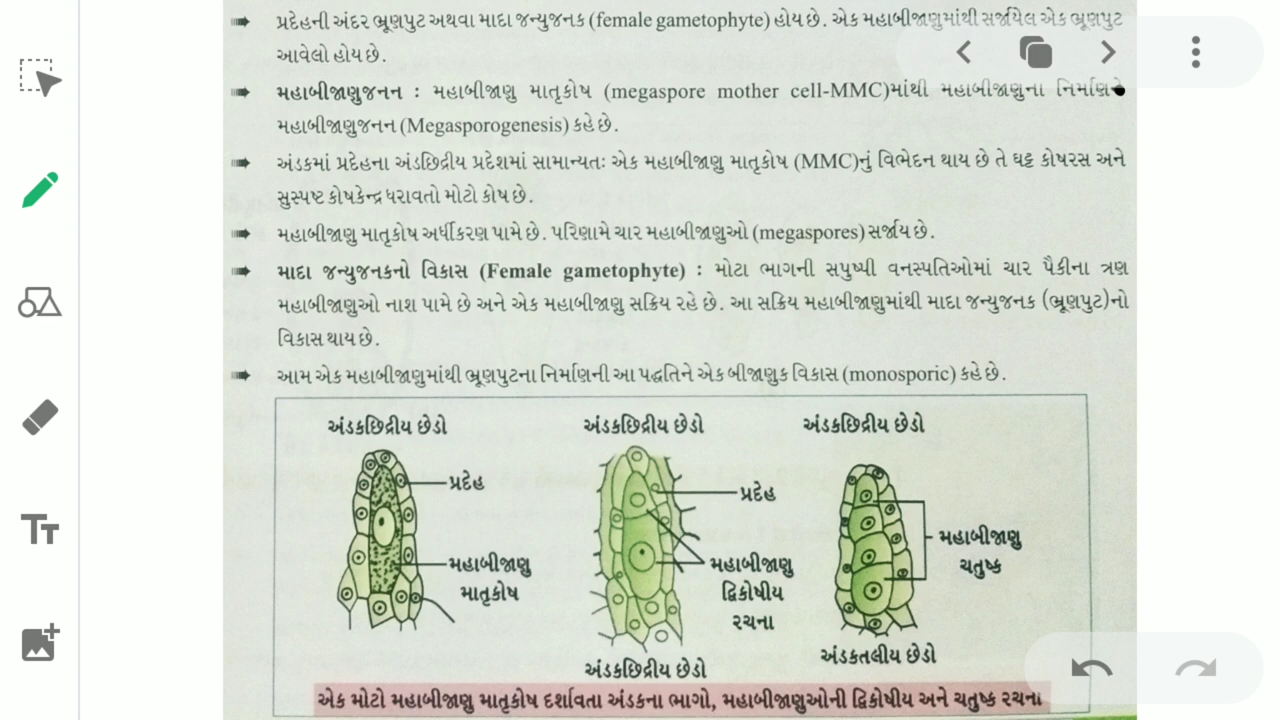 પ્રદેહની અંદર ભ્રૂણપુટ અથવા માદા જન્યુજનક (female gametophyte) હોય છે. એક મહાબીજાણુમાંથી સર્જાયેલ એક ભ્રૂણપુટ
આવેલો હોય છે.
મહાબીજાણુજનન : મહાબીજાણુ માતૃકોષ (megaspore mother cell-MMC)માંથી મહાબીજાણુના નિર્માણને
મહાબીજાણુજનન (Megasporogenesis) કહે છે.
અંડકમાં પ્રદેહના અંડછિદ્રીય પ્રદેશમાં સામાન્યતઃ એક મહાબીજાણુ માતૃકોષ (MMC)નું વિભેદન થાય છે તે ઘટ્ટ કોષરસ અને
સુસ્પષ્ટ કોષકેન્દ્ર ધરાવતો મોટો કોષ છે.
મહાબીજાણુ માતૃકોષ અર્ધીકરણ પામે છે. પરિણામે ચાર મહાબીજાણુઓ (megaspores) સર્જાય છે.
માદા જન્યુજનકનો વિકાસ (Female gametophyte) : મોટા ભાગની સપુષ્પી વનસ્પતિઓમાં ચાર પૈકીના ત્રણ
મહાબીજાણુઓ નાશ પામે છે અને એક મહાબીજાણુ સક્રિય રહે છે. આ સક્રિય મહાબીજાણુમાંથી માદા જન્યુજનક (ભ્રૂણપુટ)નો
વિકાસ થાય છે.
આમ એક મહાબીજાણુમાંથી ભ્રૂણપુટના નિર્માણની આ પદ્ધતિને એક બીજાણુક વિકાસ (monosporic) કહે છે.
અંડકછિદ્રીય છેડો
અંડકછિદ્રીય છેડો
અંડકછિદ્રીય છેડો
પ્રદેહ
પ્રદેહ
મહાબીજાણુ
માતૃકોષ
મહાબીજાણુ
દ્વિકોષીય
રચના
મહાબીજાણુ
ચતુષ્ક
અંડકછિદ્રીય છેડો
અંડકતલીય છેડો
એક મોટો મહાબીજાણુ માતૃકોષ દર્શાવતા અંડકના ભાગો, મહાબીજાણુઓની દ્વિકોષીય અને ચતુષ્ક રચના